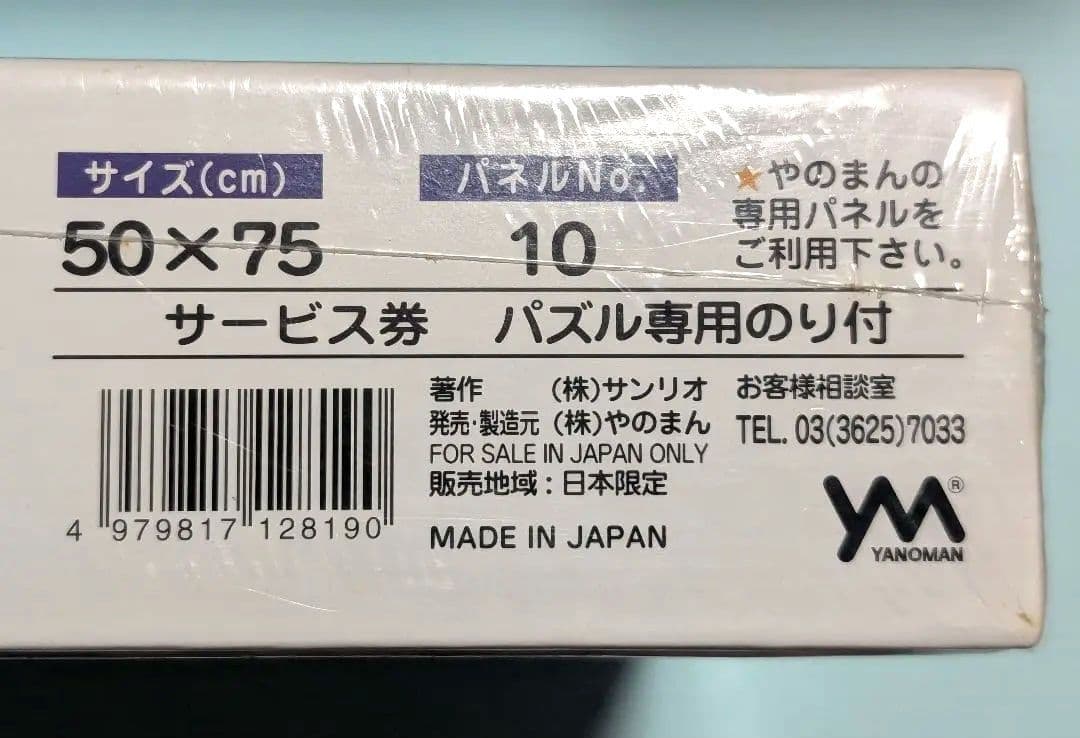 サイズ(cm)
50×75
パネルNo.
10
★やのまんの
専用パネルを
ご利用下さい。
サービス券 パズル専用のり付
4 979817 128190
著作 (株)サンリオ
発売・製造元 (株)やのまん
FOR SALE IN JAPAN ONLY
販売地域：日本限定
MADE IN JAPAN
お客様相談室
TEL. 03(3625)7033
YM®
YANOMAN